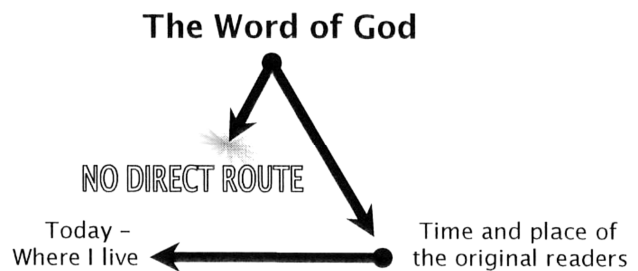 The Word of God
NO DIRECT ROUTE
Today –
Where I live
Time and place of
the original readers